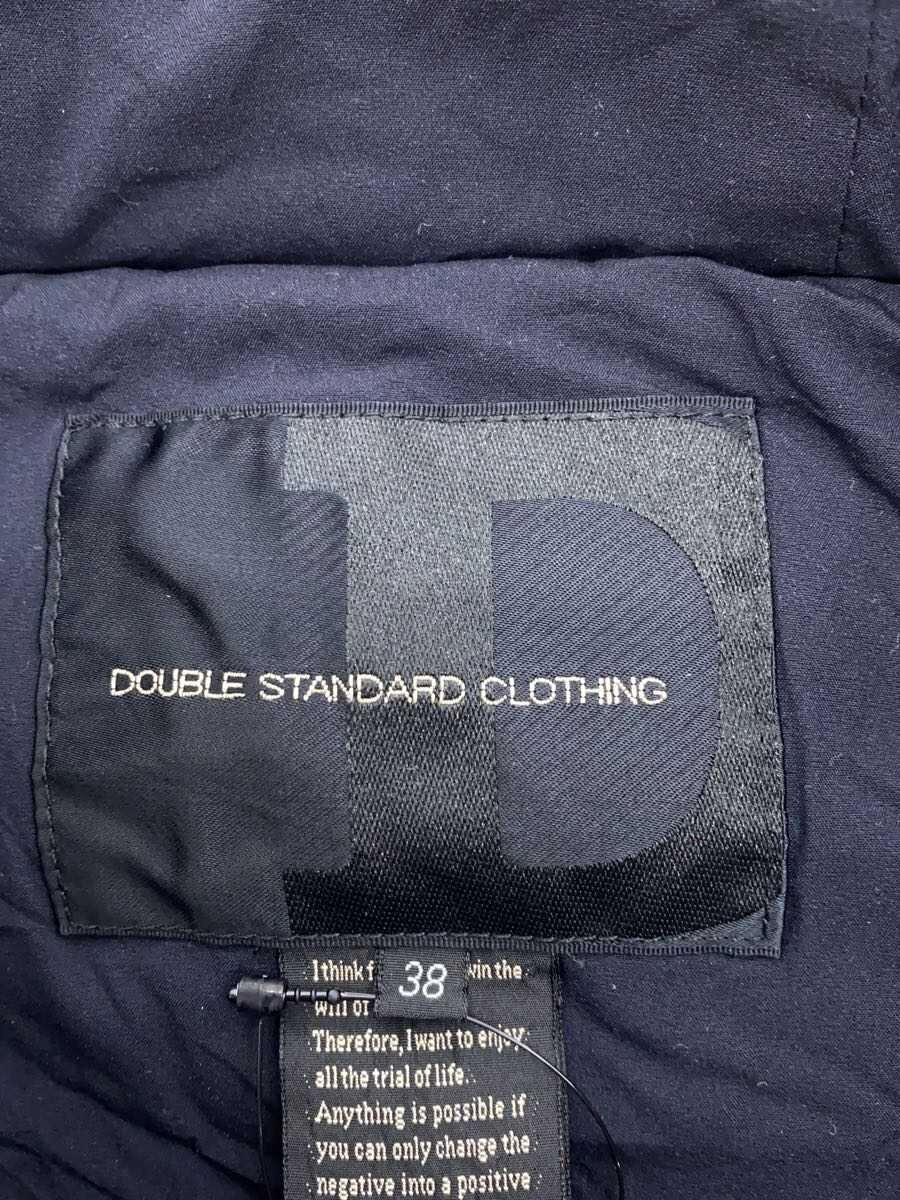 D
DOUBLE STANDARD CLOTHING
38
I think f win the
will of
Therefore, I want to enjoy
all the trial of life.
Anything is possible if
you can only change the
negative into a positive